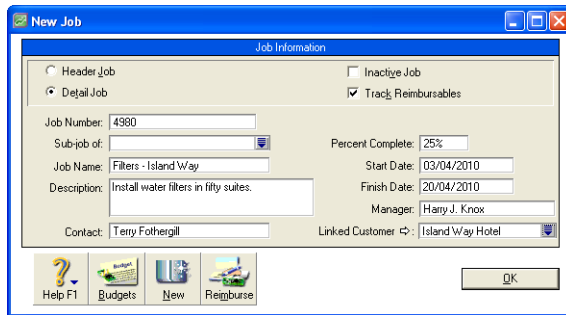 New Job
Job Information
Header Job
Inactive Job
Detail Job
Track Reimbursables
Job Number: 4980
Sub-job of:
Percent Complete: 25%
Job Name: Filters - Island Way
Start Date: 03/04/2010
Description: Install water filters in fifty suites.
Finish Date: 20/04/2010
Manager: Harry J. Knox
Contact: Terry Fothergill
Linked Customer ⇨: Island Way Hotel
Budget
Help F1
Budgets
New
Reimburse
OK